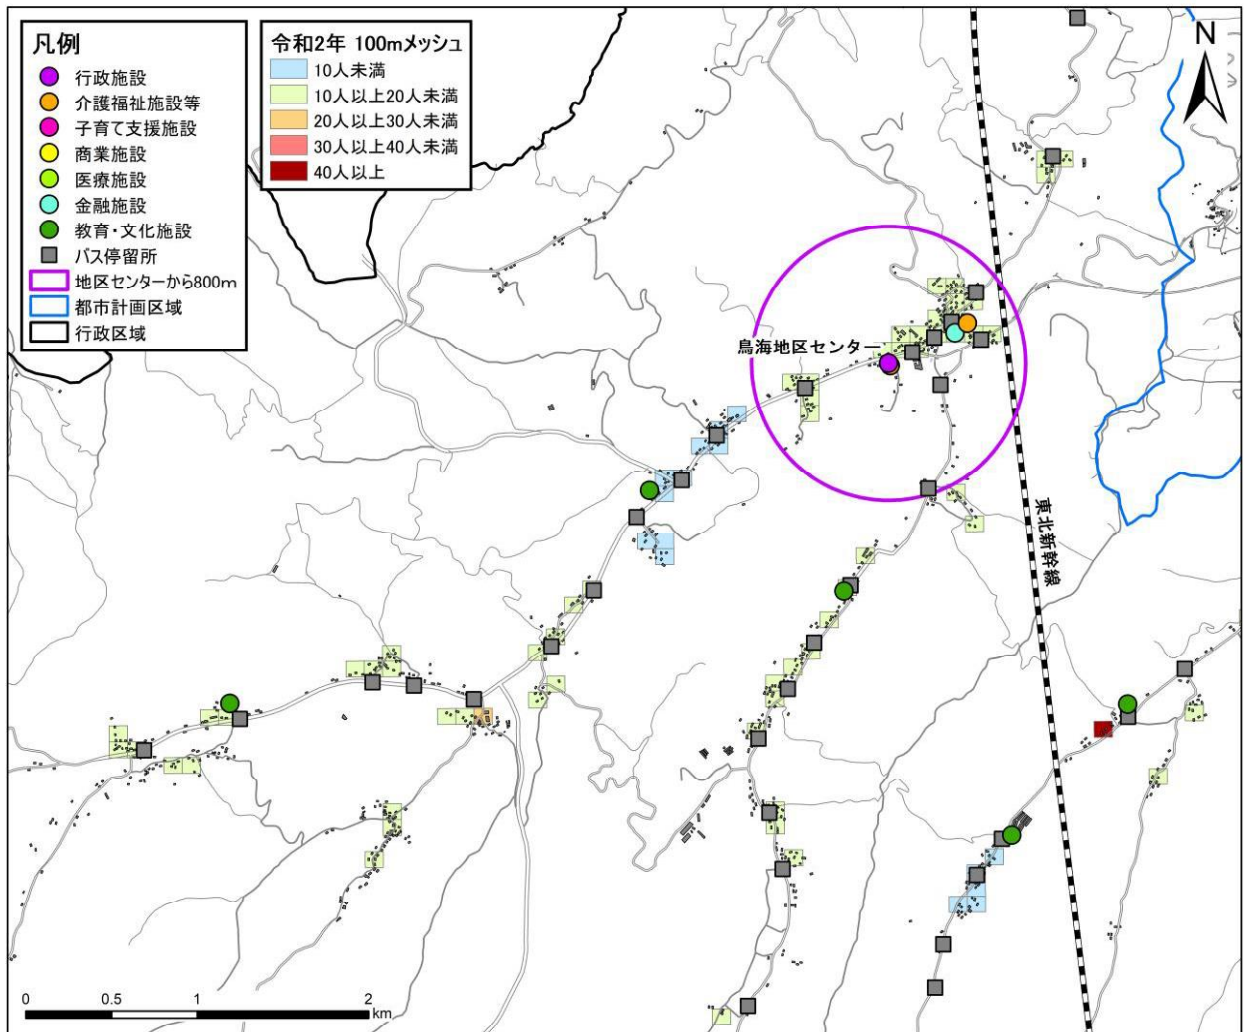 凡例
行政施設
介護福祉施設等
子育て支援施設
商業施設
医療施設
金融施設
教育・文化施設
バス停留所
地区センターから800m
都市計画区域
行政区域
令和2年 100mメッシュ
10人未満
10人以上20人未満
20人以上30人未満
30人以上40人未満
40人以上
N
鳥海地区センター
東北新幹線
0 0.5 1 2
km